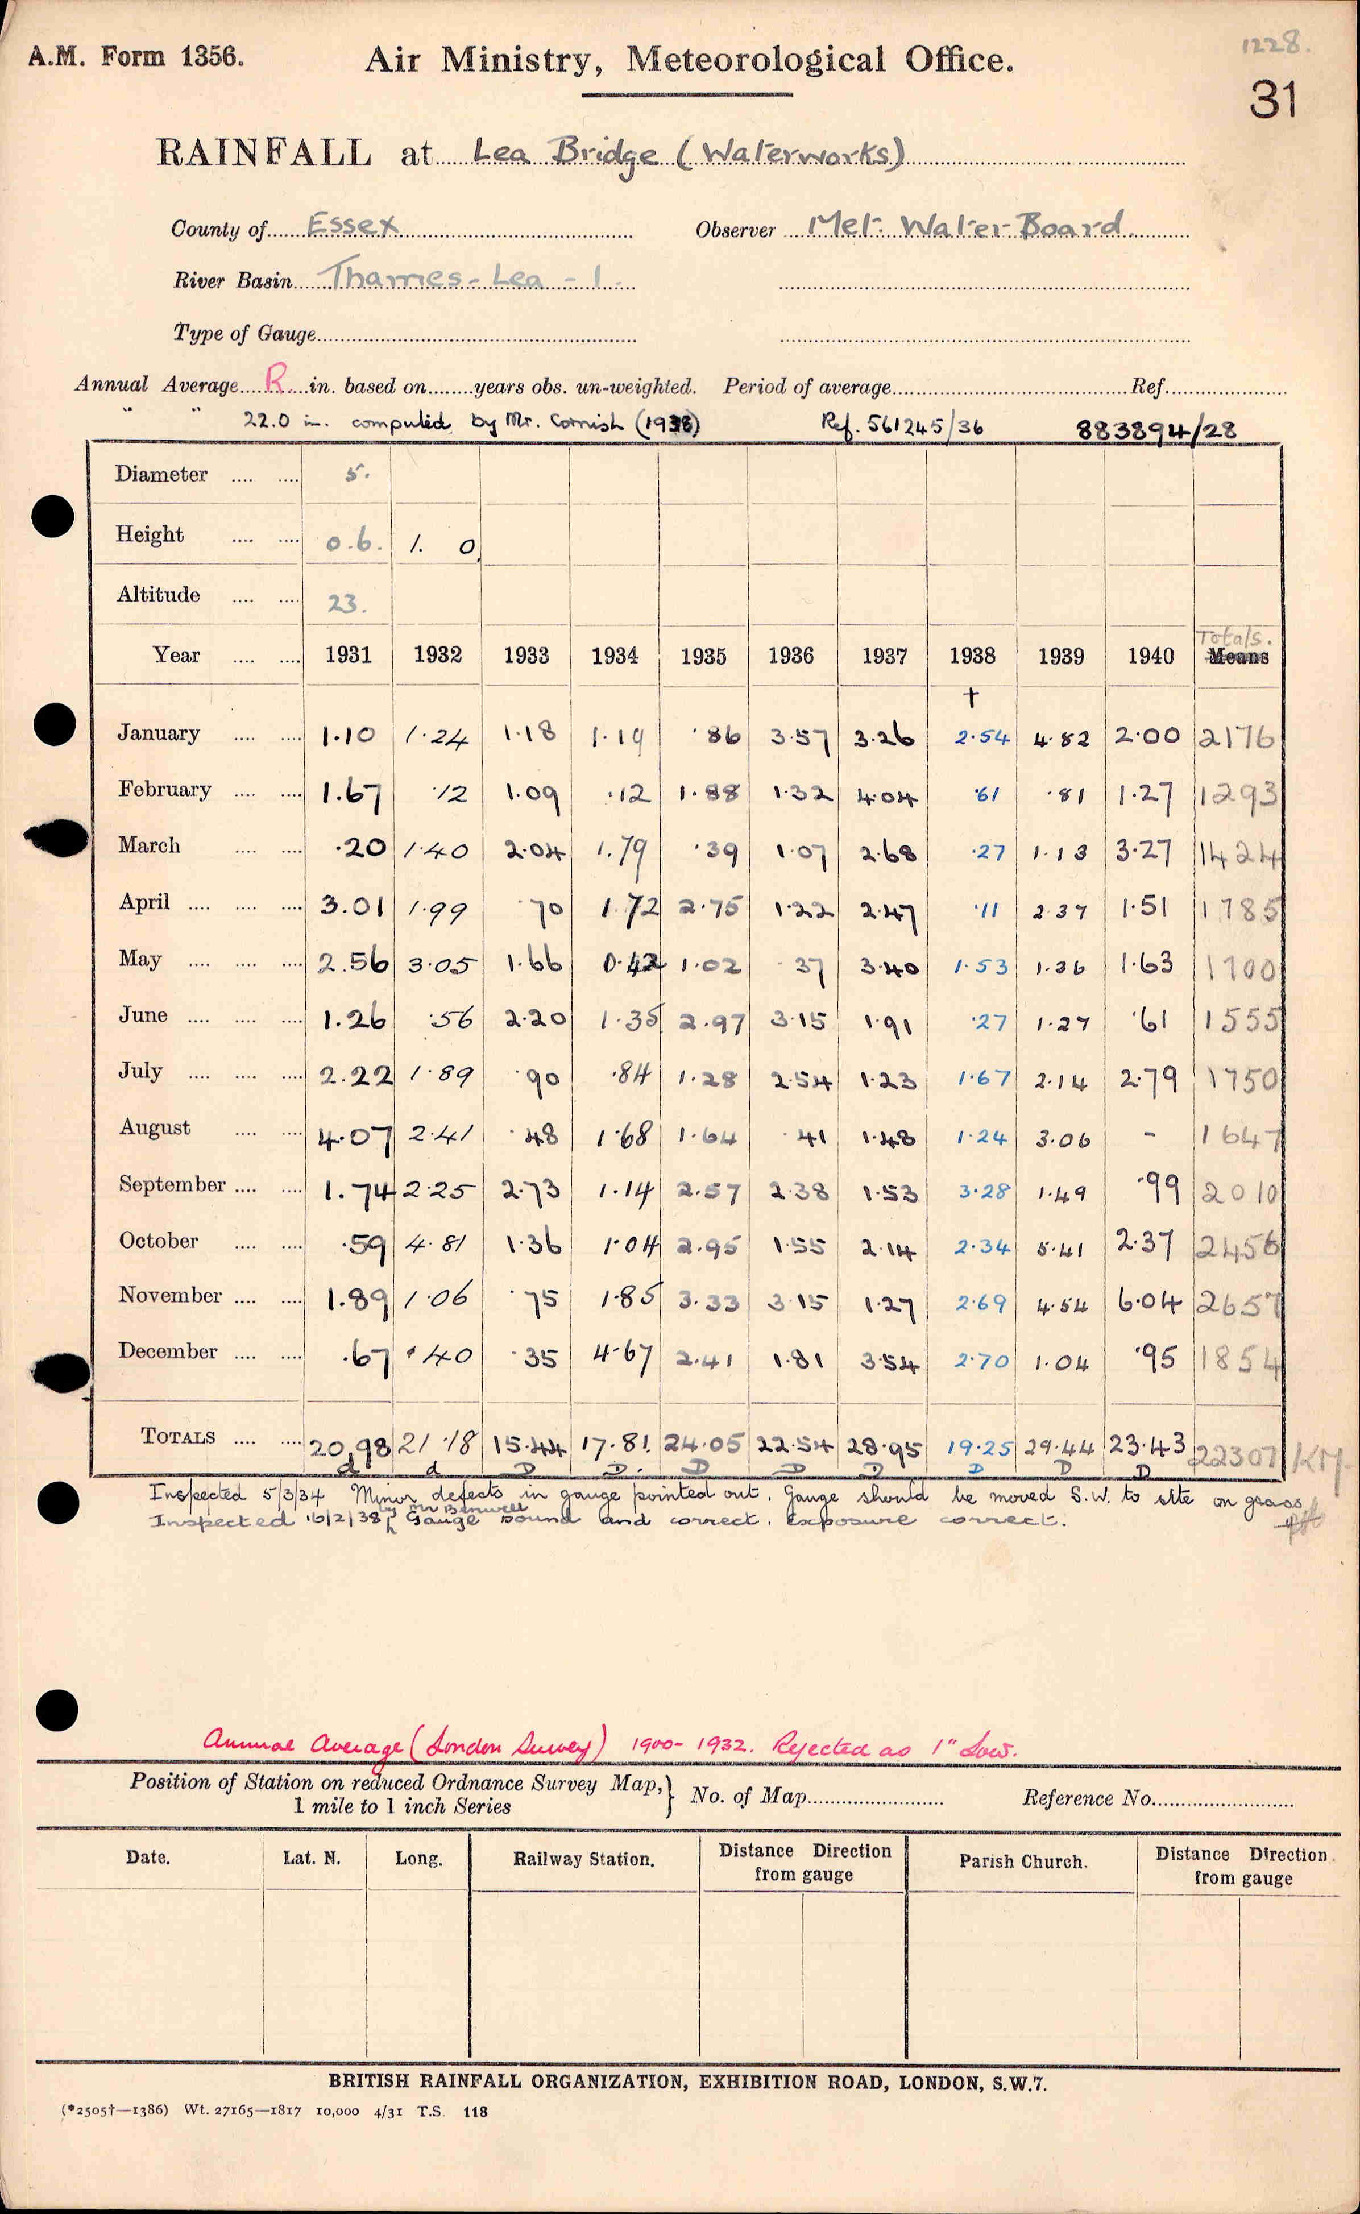 1228.
A.M. Form 1356. Air Ministry, Meteorological Office.
31
RAINFALL at Lea Bridge (Waterworks)
County of Essex Observer Met. Water Board
River Basin Thames - Lea - 1.
Type of Gauge
Annual Average R in. based on years obs. un-weighted. Period of average Ref.
" " 22.0 in. computed by Mr. Cornish (1938) Ref. 561245/36 883894/28
Diameter 5.
Height 0.6. 1. 0.
Altitude 23.
Totals.
Year 1931 1932 1933 1934 1935 1936 1937 1938 1939 1940 Means
†
January 1.10 1.24 1.18 1.19 .86 3.57 3.26 2.54 4.82 2.00 2176
February 1.67 .12 1.09 .12 1.88 1.32 4.04 .61 .81 1.27 1293
March .20 1.40 2.04 1.79 .39 1.07 2.68 .27 1.13 3.27 1424
April 3.01 1.99 .70 1.72 2.75 1.22 2.47 .11 2.37 1.51 1785
May 2.56 3.05 1.66 0.42 1.02 .37 3.40 1.53 1.36 1.63 1700
June 1.26 .56 2.20 1.35 2.97 3.15 1.91 .27 1.27 .61 1555
July 2.22 1.89 .90 .84 1.28 2.54 1.23 1.67 2.14 2.79 1750
August 4.07 2.41 .48 1.68 1.64 .41 1.48 1.24 3.06 - 1647
September 1.74 2.25 2.73 1.14 2.57 2.38 1.53 3.28 1.49 .99 2010
October .59 4.81 1.36 1.04 2.95 1.55 2.14 2.34 5.41 2.37 2456
November 1.89 1.06 .75 1.85 3.33 3.15 1.27 2.69 4.54 6.04 2657
December .67 .40 .35 4.67 2.41 1.81 3.54 2.70 1.04 .95 1854
TOTALS 20.98 21.18 15.44 17.81. 24.05 22.54 28.95 19.25 29.44 23.43 22307 KM.
d d D D. D D D D D D
Inspected 5/3/34 Minor defects in gauge pointed out. Gauge should be moved S.W. to site on grass
by Mr Benwell
Inspected 16/2/38 Gauge sound and correct. Exposure correct.
Annual Average (London Survey) 1900-1932. Rejected as 1" Low.
Position of Station on reduced Ordnance Survey Map, } No. of Map Reference No.
1 mile to 1 inch Series
Date. Lat. N. Long. Railway Station. Distance Direction from gauge Parish Church. Distance Direction from gauge
BRITISH RAINFALL ORGANIZATION, EXHIBITION ROAD, LONDON, S.W.7.
(*2505†—1386) Wt. 27165—1817 10,000 4/31 T.S. 118